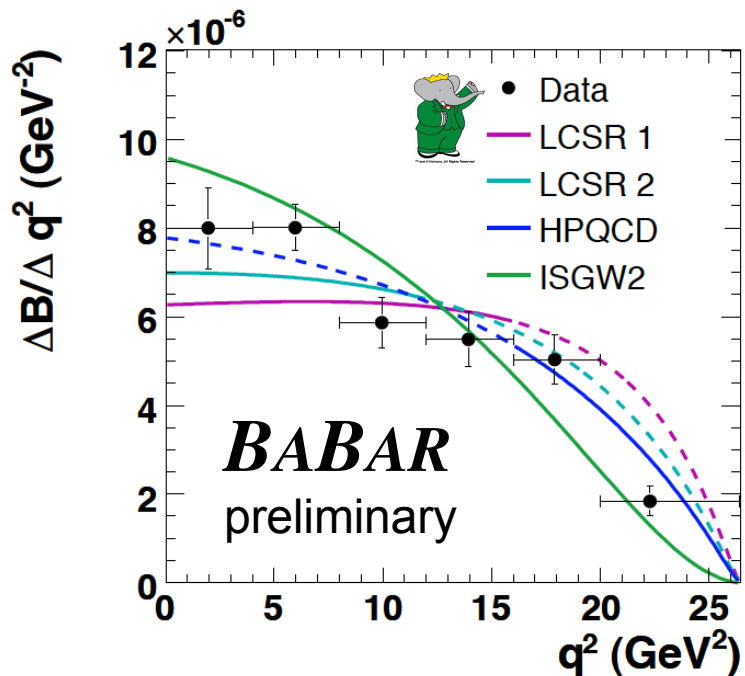 ×10⁻⁶
ΔB/Δ q² (GeV⁻²)
12
10
8
6
4
2
0
Data
LCSR 1
LCSR 2
HPQCD
ISGW2
BABAR
preliminary
0 5 10 15 20 25
q² (GeV²)